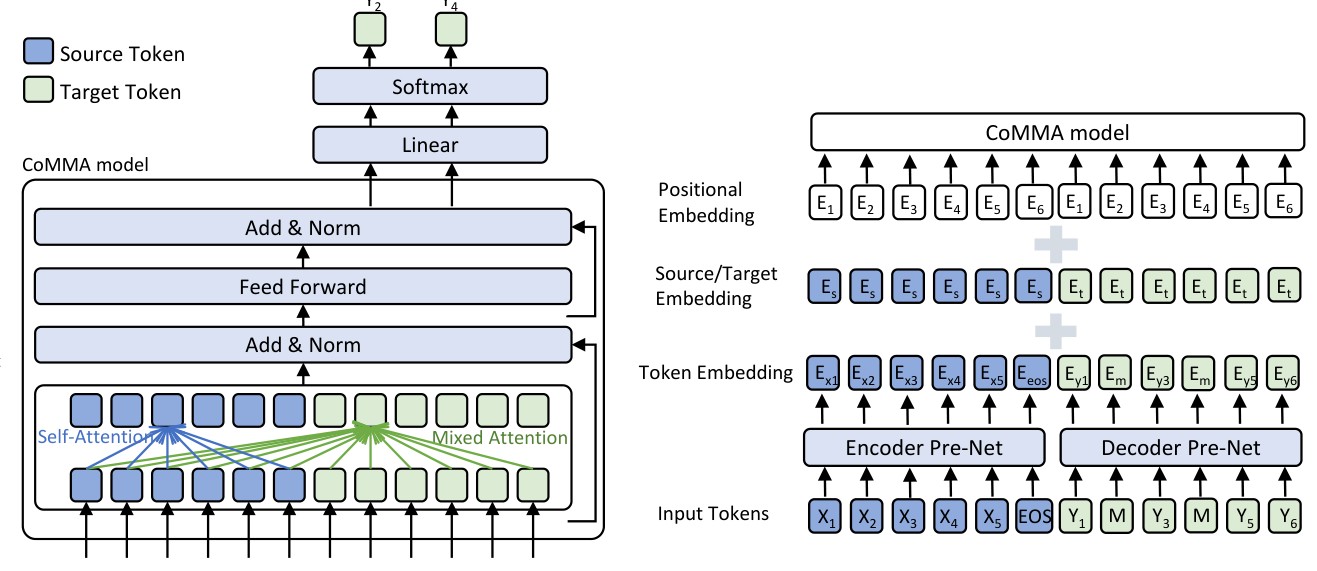 Y2 Y4
Source Token
Target Token
Softmax
Linear
CoMMA model
Add & Norm
Feed Forward
Add & Norm
Self-Attention
Mixed Attention
CoMMA model
Positional
Embedding
E1 E2 E3 E4 E5 E6 E1 E2 E3 E4 E5 E6
Source/Target
Embedding
Es Es Es Es Es Es Et Et Et Et Et Et
Token Embedding
Ex1 Ex2 Ex3 Ex4 Ex5 Eeos Ey1 Em Ey3 Em Ey5 Ey6
Encoder Pre-Net
Decoder Pre-Net
Input Tokens
X1 X2 X3 X4 X5 EOS Y1 M Y3 M Y5 Y6